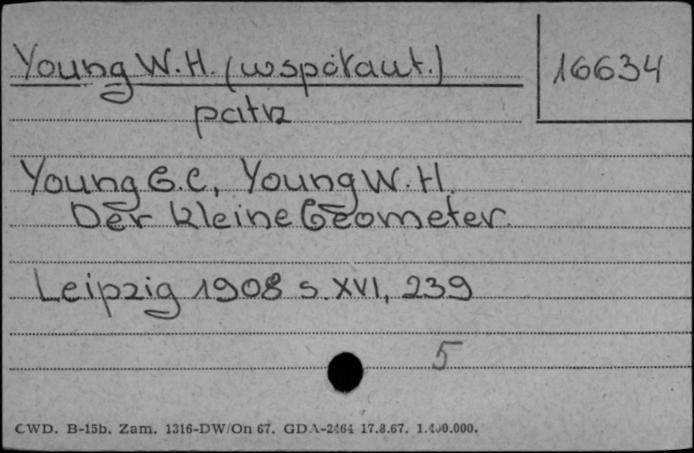 Young W.H. (współaut.)
16634
patrz
Young G.C., Young W.H.
Der kleine Geometer
Leipzig 1908 s. XVI, 239
5
CWD. B-15b. Zam. 1316-DW/On 67. GDA-2464 17.8.67. 1.400.000.